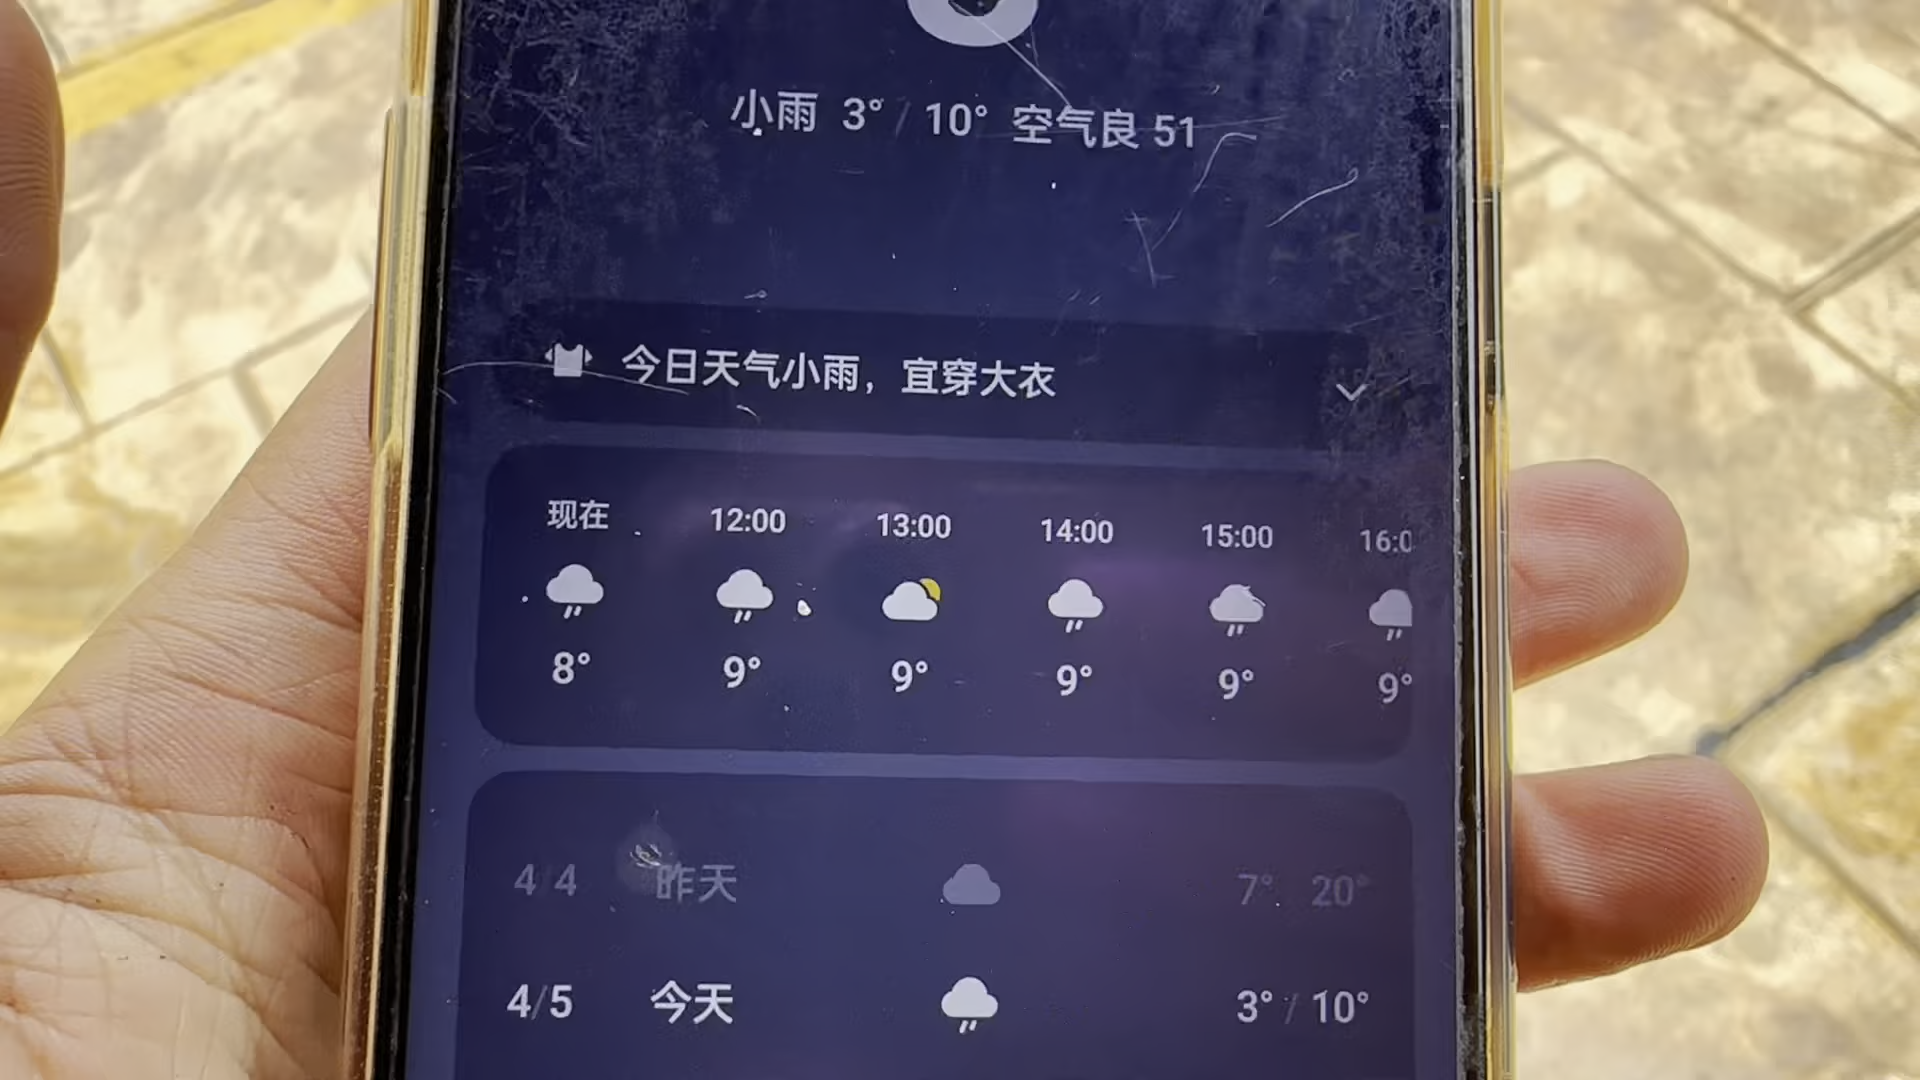 小雨 3° / 10° 空气良 51
今日天气小雨，宜穿大衣
现在 12:00 13:00 14:00 15:00 16:0
8° 9° 9° 9° 9° 9°
4/4 昨天 7° 20°
4/5 今天 3° / 10°